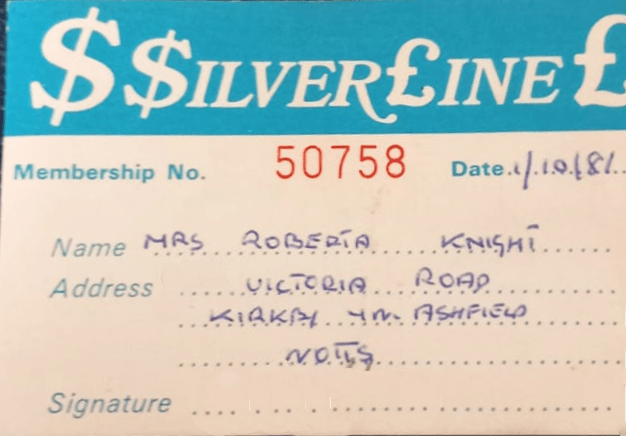 $ $ILVER£INE £
Membership No. 50758 Date 1/10/81
Name MRS ROBERTA KNIGHT
Address VICTORIA ROAD
KIRKBY IN ASHFIELD
NOTTS
Signature